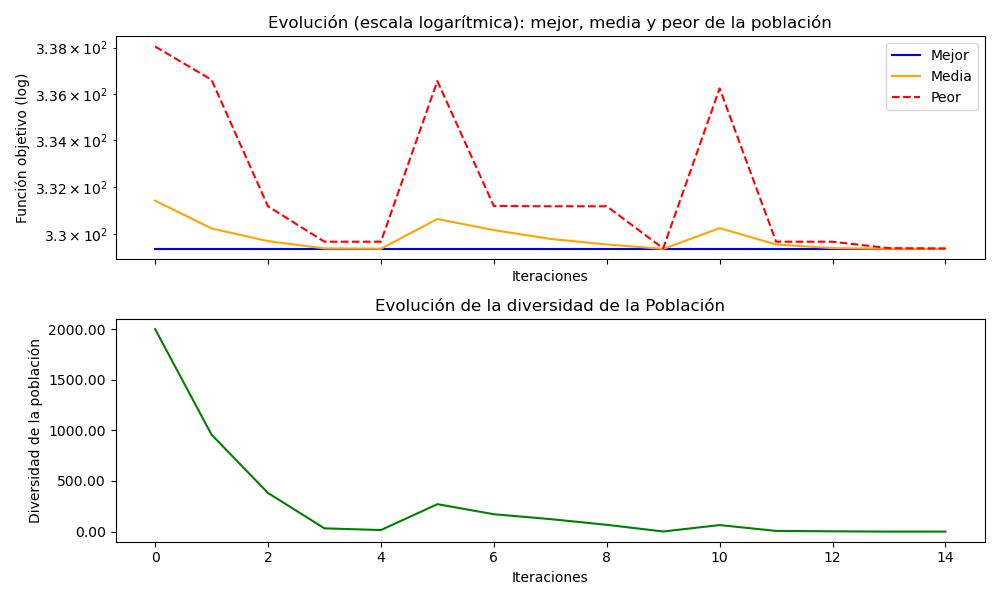 Evolución (escala logarítmica): mejor, media y peor de la población
3.38 × 10²
3.36 × 10²
3.34 × 10²
3.32 × 10²
3.3 × 10²
Función objetivo (log)
Mejor
Media
Peor
Iteraciones
Evolución de la diversidad de la Población
2000.00
1500.00
1000.00
500.00
0.00
Diversidad de la población
0 2 4 6 8 10 12 14
Iteraciones